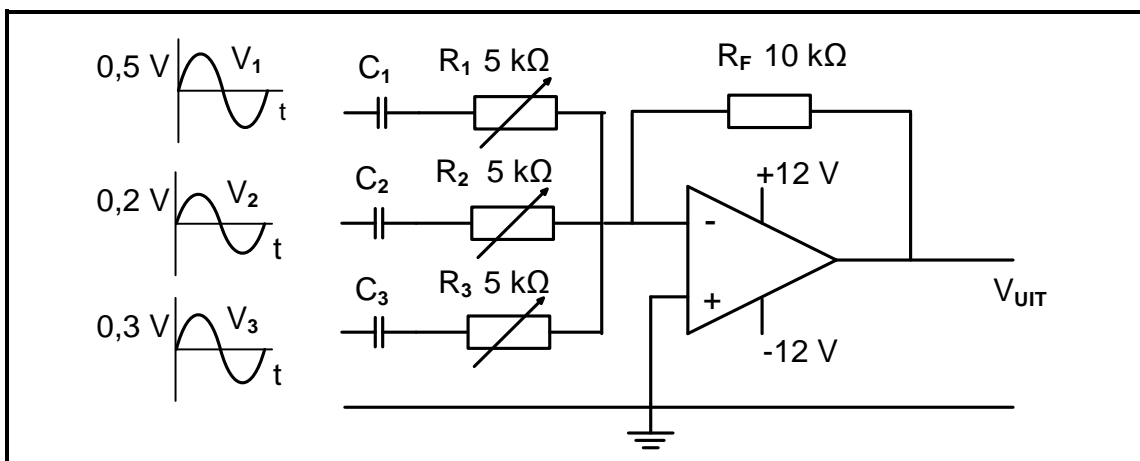 0,5 V
V1
t
C1
R1 5 kΩ
RF 10 kΩ
0,2 V
V2
C2
R2 5 kΩ
+12 V
-
0,3 V
V3
t
C3
R3 5 kΩ
+
-12 V
VUIT